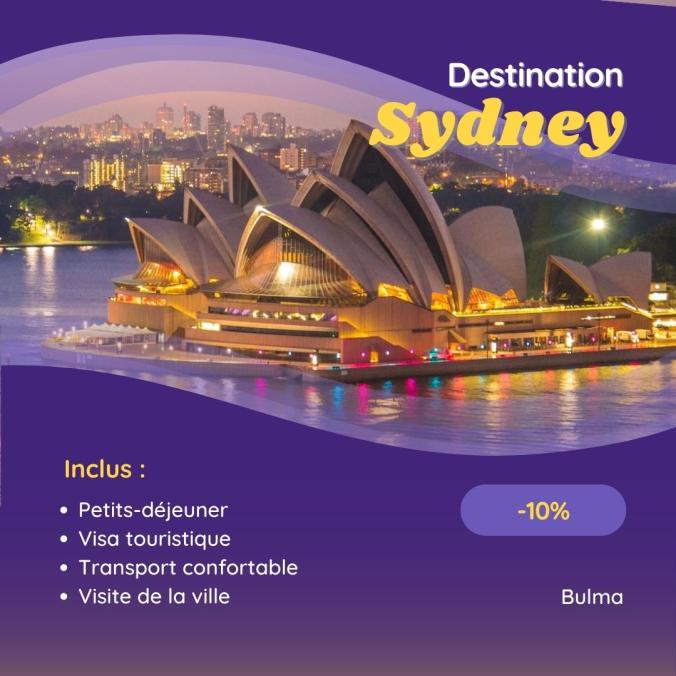 Destination
Sydney
Inclus :
• Petits-déjeuner
• Visa touristique
• Transport confortable
• Visite de la ville
-10%
Bulma